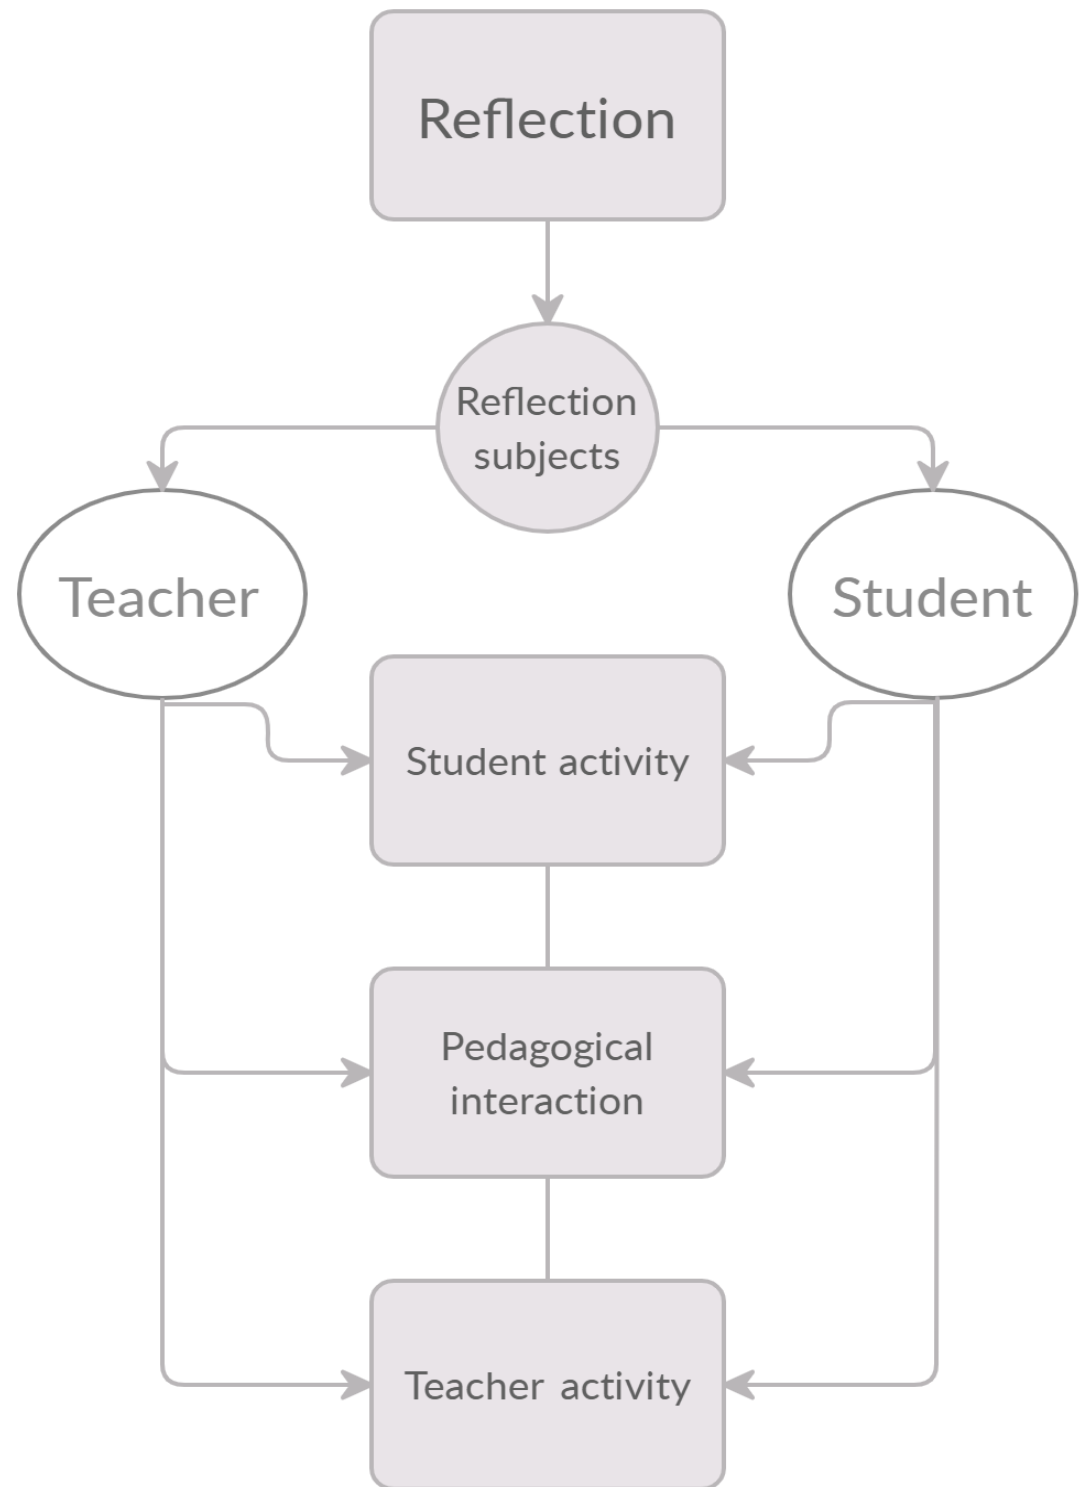 Reflection
Reflection
subjects
Teacher
Student
Student activity
Pedagogical
interaction
Teacher activity